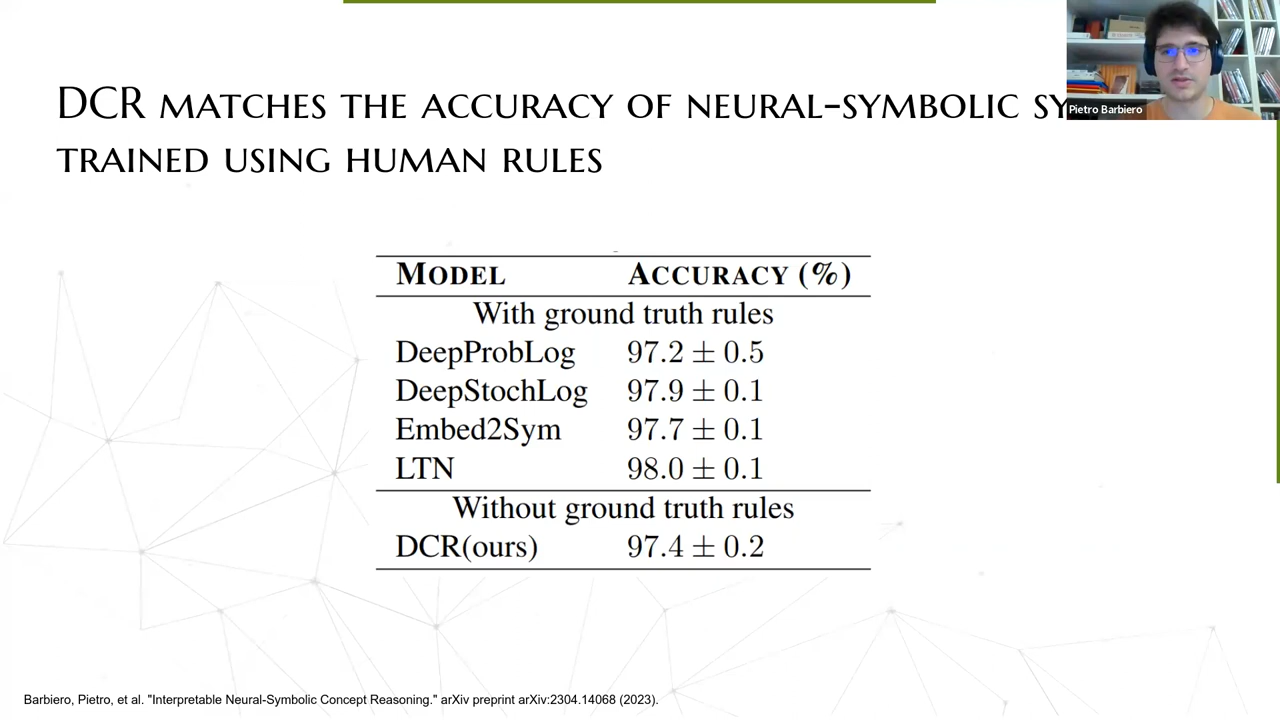 DCR MATCHES THE ACCURACY OF NEURAL-SYMBOLIC SY
TRAINED USING HUMAN RULES
Pietro Barbiero
MODEL ACCURACY (%)
With ground truth rules
DeepProbLog 97.2 ± 0.5
DeepStochLog 97.9 ± 0.1
Embed2Sym 97.7 ± 0.1
LTN 98.0 ± 0.1
Without ground truth rules
DCR(ours) 97.4 ± 0.2
Barbiero, Pietro, et al. "Interpretable Neural-Symbolic Concept Reasoning." arXiv preprint arXiv:2304.14068 (2023).